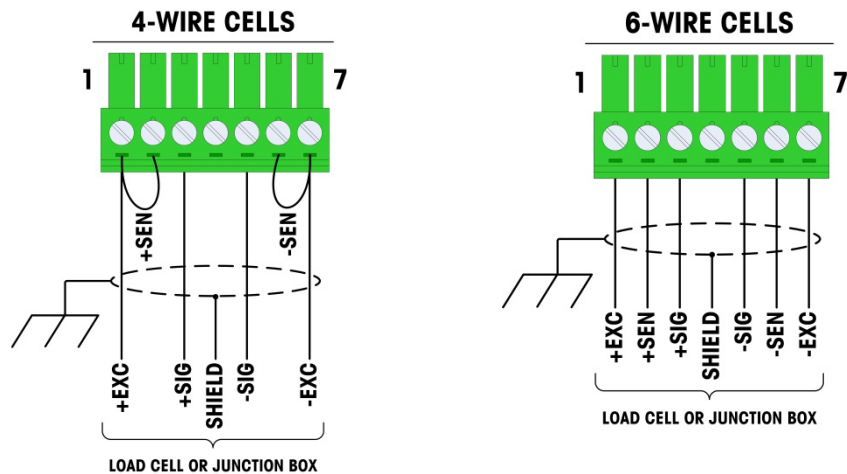 4-WIRE CELLS
1
7
+SEN
-SEN
+EXC
+SIG
SHIELD
-SIG
-EXC
LOAD CELL OR JUNCTION BOX
6-WIRE CELLS
1
7
+EXC
+SEN
+SIG
SHIELD
-SIG
-SEN
-EXC
LOAD CELL OR JUNCTION BOX